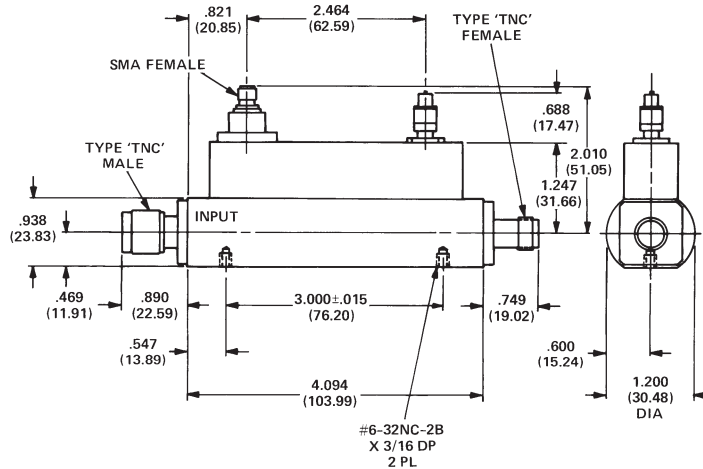 .821
(20.85)
2.464
(62.59)
TYPE ‘TNC’
FEMALE
SMA FEMALE
.688
(17.47)
2.010
(51.05)
TYPE ‘TNC’
MALE
1.247
(31.66)
.938
(23.83)
INPUT
.469
(11.91)
.890
(22.59)
3.000±.015
(76.20)
.749
(19.02)
.547
(13.89)
.600
(15.24)
4.094
(103.99)
1.200
(30.48)
DIA
#6-32NC-2B
X 3/16 DP
2 PL